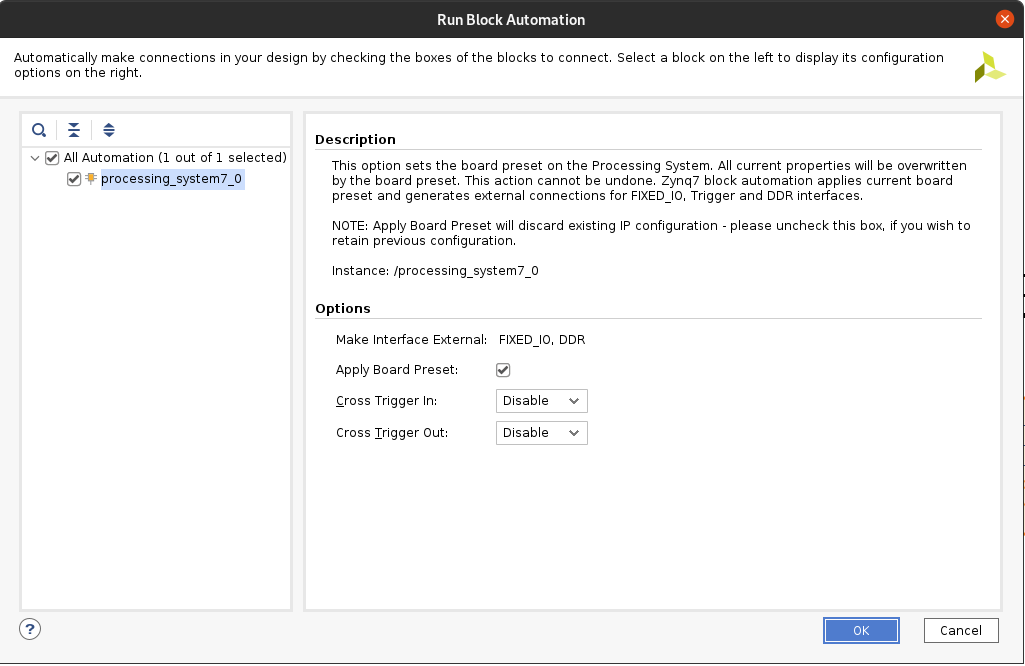 Run Block Automation
Automatically make connections in your design by checking the boxes of the blocks to connect. Select a block on the left to display its configuration
options on the right.
All Automation (1 out of 1 selected)
processing_system7_0
Description
This option sets the board preset on the Processing System. All current properties will be overwritten
by the board preset. This action cannot be undone. Zynq7 block automation applies current board
preset and generates external connections for FIXED_IO, Trigger and DDR interfaces.
NOTE: Apply Board Preset will discard existing IP configuration - please uncheck this box, if you wish to
retain previous configuration.
Instance: /processing_system7_0
Options
Make Interface External: FIXED_IO, DDR
Apply Board Preset:
Cross Trigger In: Disable
Cross Trigger Out: Disable
?
OK
Cancel